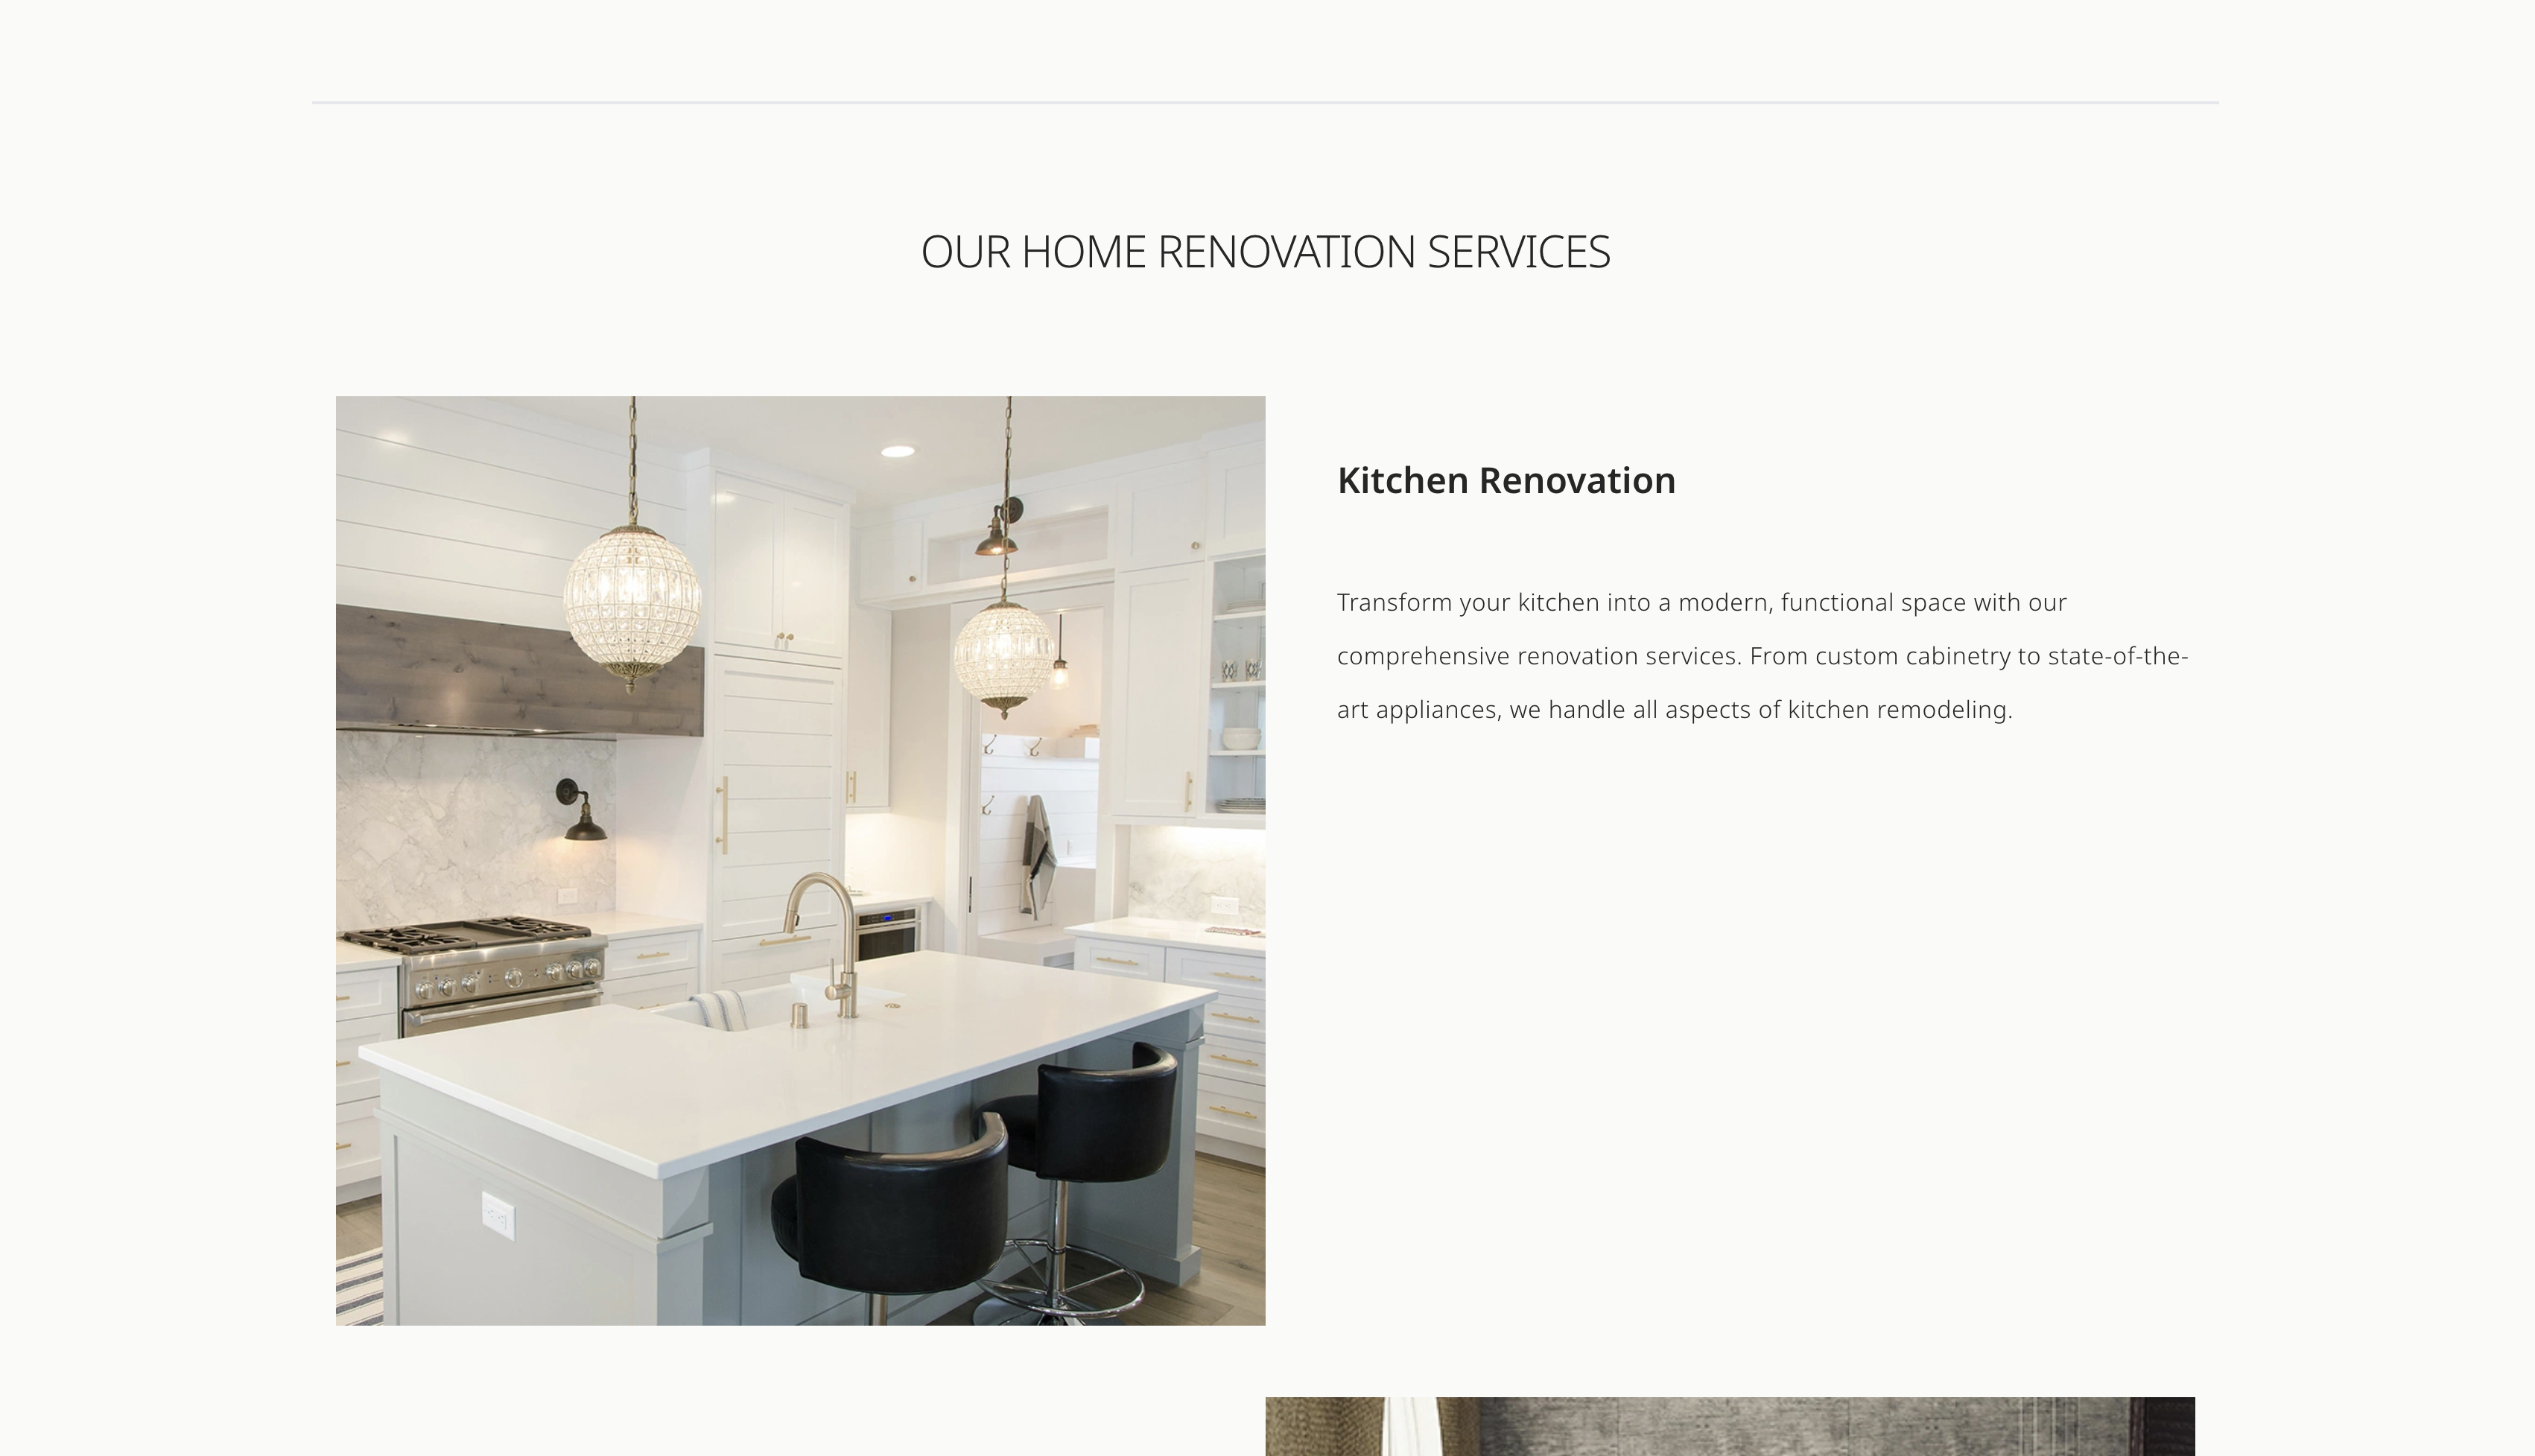 OUR HOME RENOVATION SERVICES
Kitchen Renovation
Transform your kitchen into a modern, functional space with our
comprehensive renovation services. From custom cabinetry to state-of-the-
art appliances, we handle all aspects of kitchen remodeling.